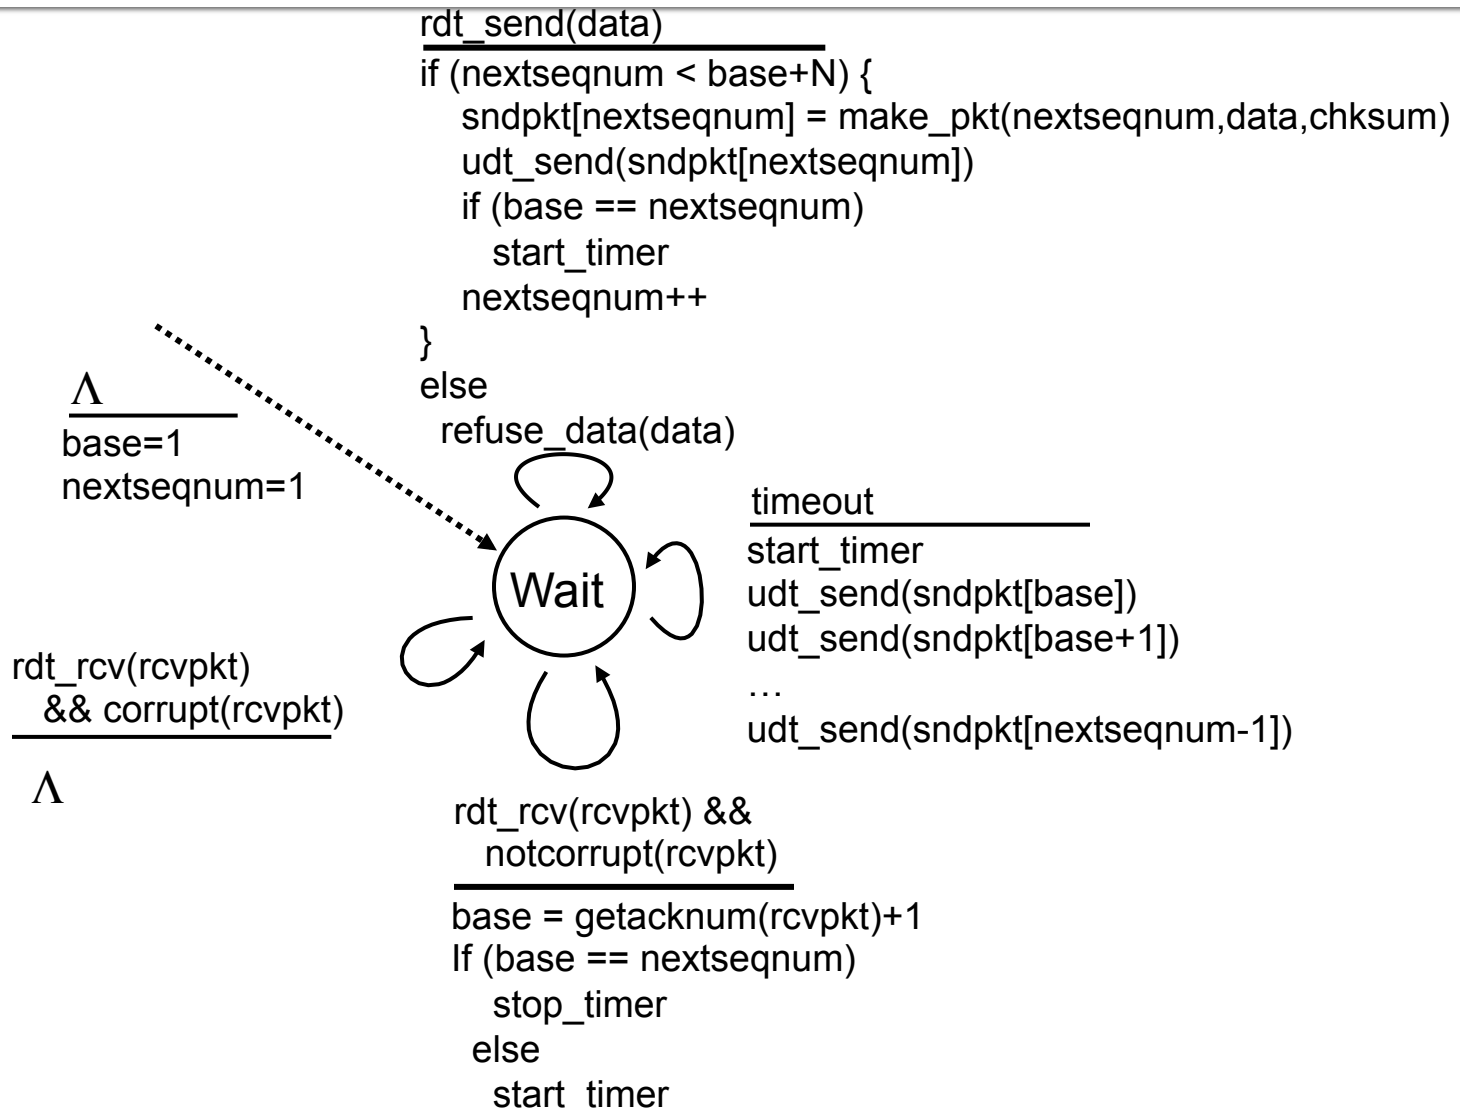 rdt_send(data)
if (nextseqnum < base+N) {
sndpkt[nextseqnum] = make_pkt(nextseqnum,data,chksum)
udt_send(sndpkt[nextseqnum])
if (base == nextseqnum)
start_timer
nextseqnum++
}
else
refuse_data(data)
Λ
base=1
nextseqnum=1
Wait
timeout
start_timer
udt_send(sndpkt[base])
udt_send(sndpkt[base+1])
…
udt_send(sndpkt[nextseqnum-1])
rdt_rcv(rcvpkt)
&& corrupt(rcvpkt)
Λ
rdt_rcv(rcvpkt) &&
notcorrupt(rcvpkt)
base = getacknum(rcvpkt)+1
If (base == nextseqnum)
stop_timer
else
start_timer